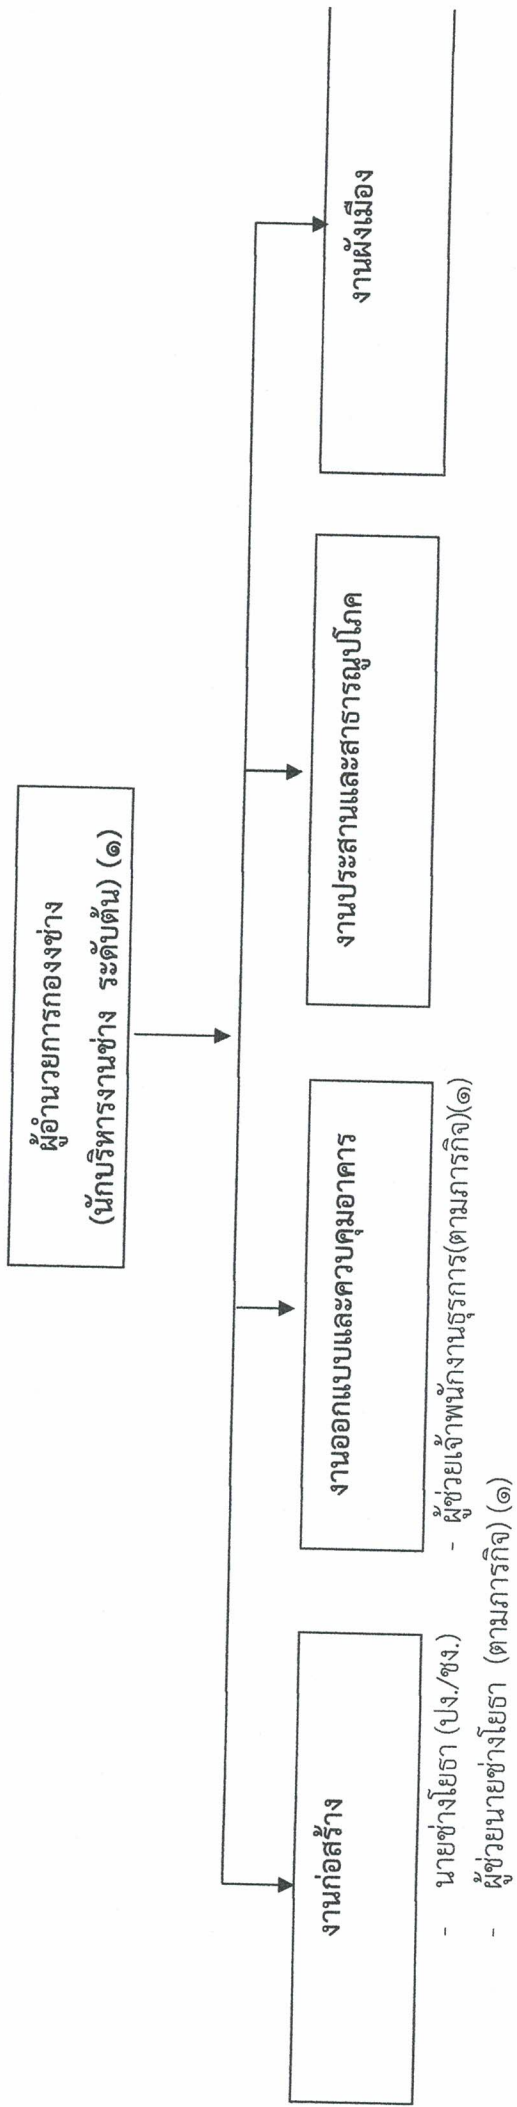 ผู้อำนวยการกองงช่าง
(นักบริหารงานช่าง ระดับต้น) (๑)
งานก่อสร้าง
งานออกแบบและควบคุมอาคาร
งานประสานและสาธารณูปโภค
งานผังเมือง
- นายช่างโยธา (ปง./ชง.)
- ผู้ช่วยนายช่างโยธา (ตามภารกิจ) (๑)
- ผู้ช่วยเจ้าพนักงานธุรการ(ตามภารกิจ)(๑)